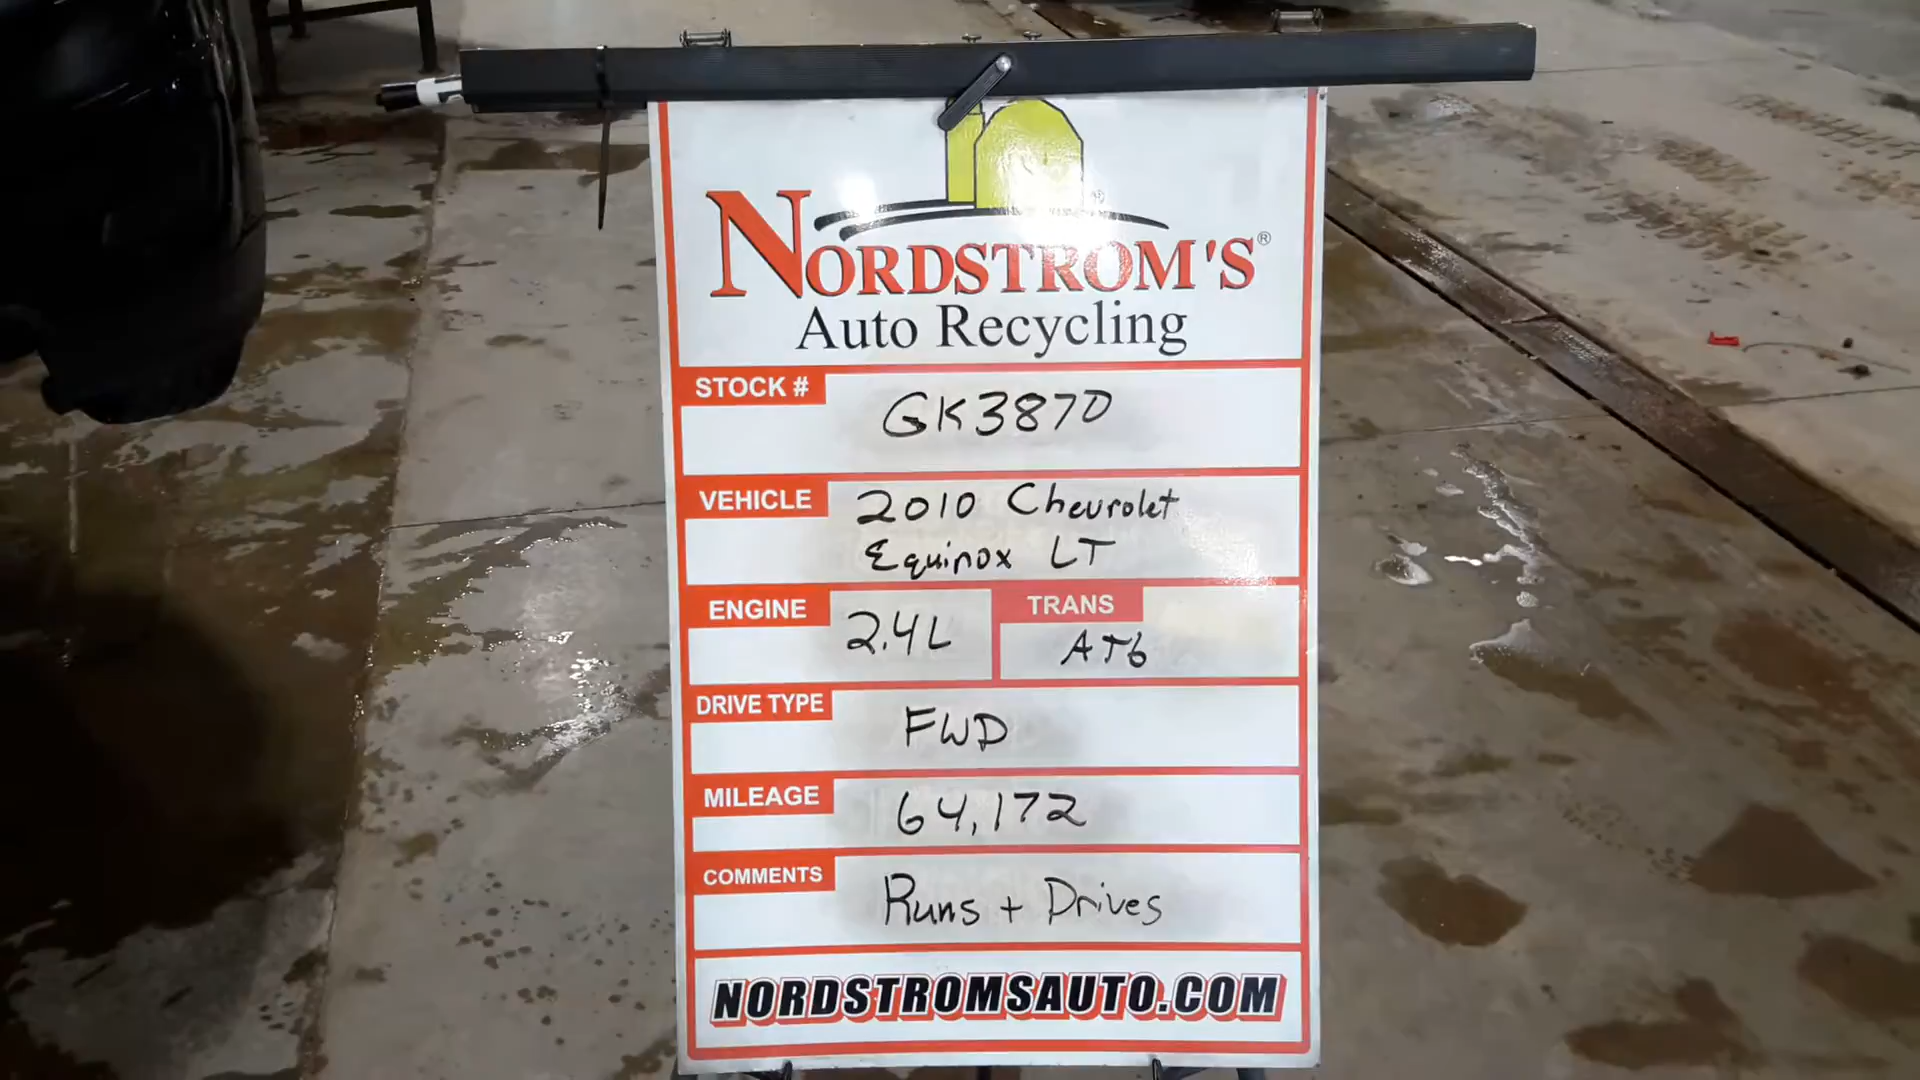 NORDSTROM'S®
Auto Recycling
STOCK # GK3870
VEHICLE 2010 Chevrolet
Equinox LT
ENGINE 2.4L TRANS AT6
DRIVE TYPE FWD
MILEAGE 64,172
COMMENTS Runs + Drives
NORDSTROMSAUTO.COM